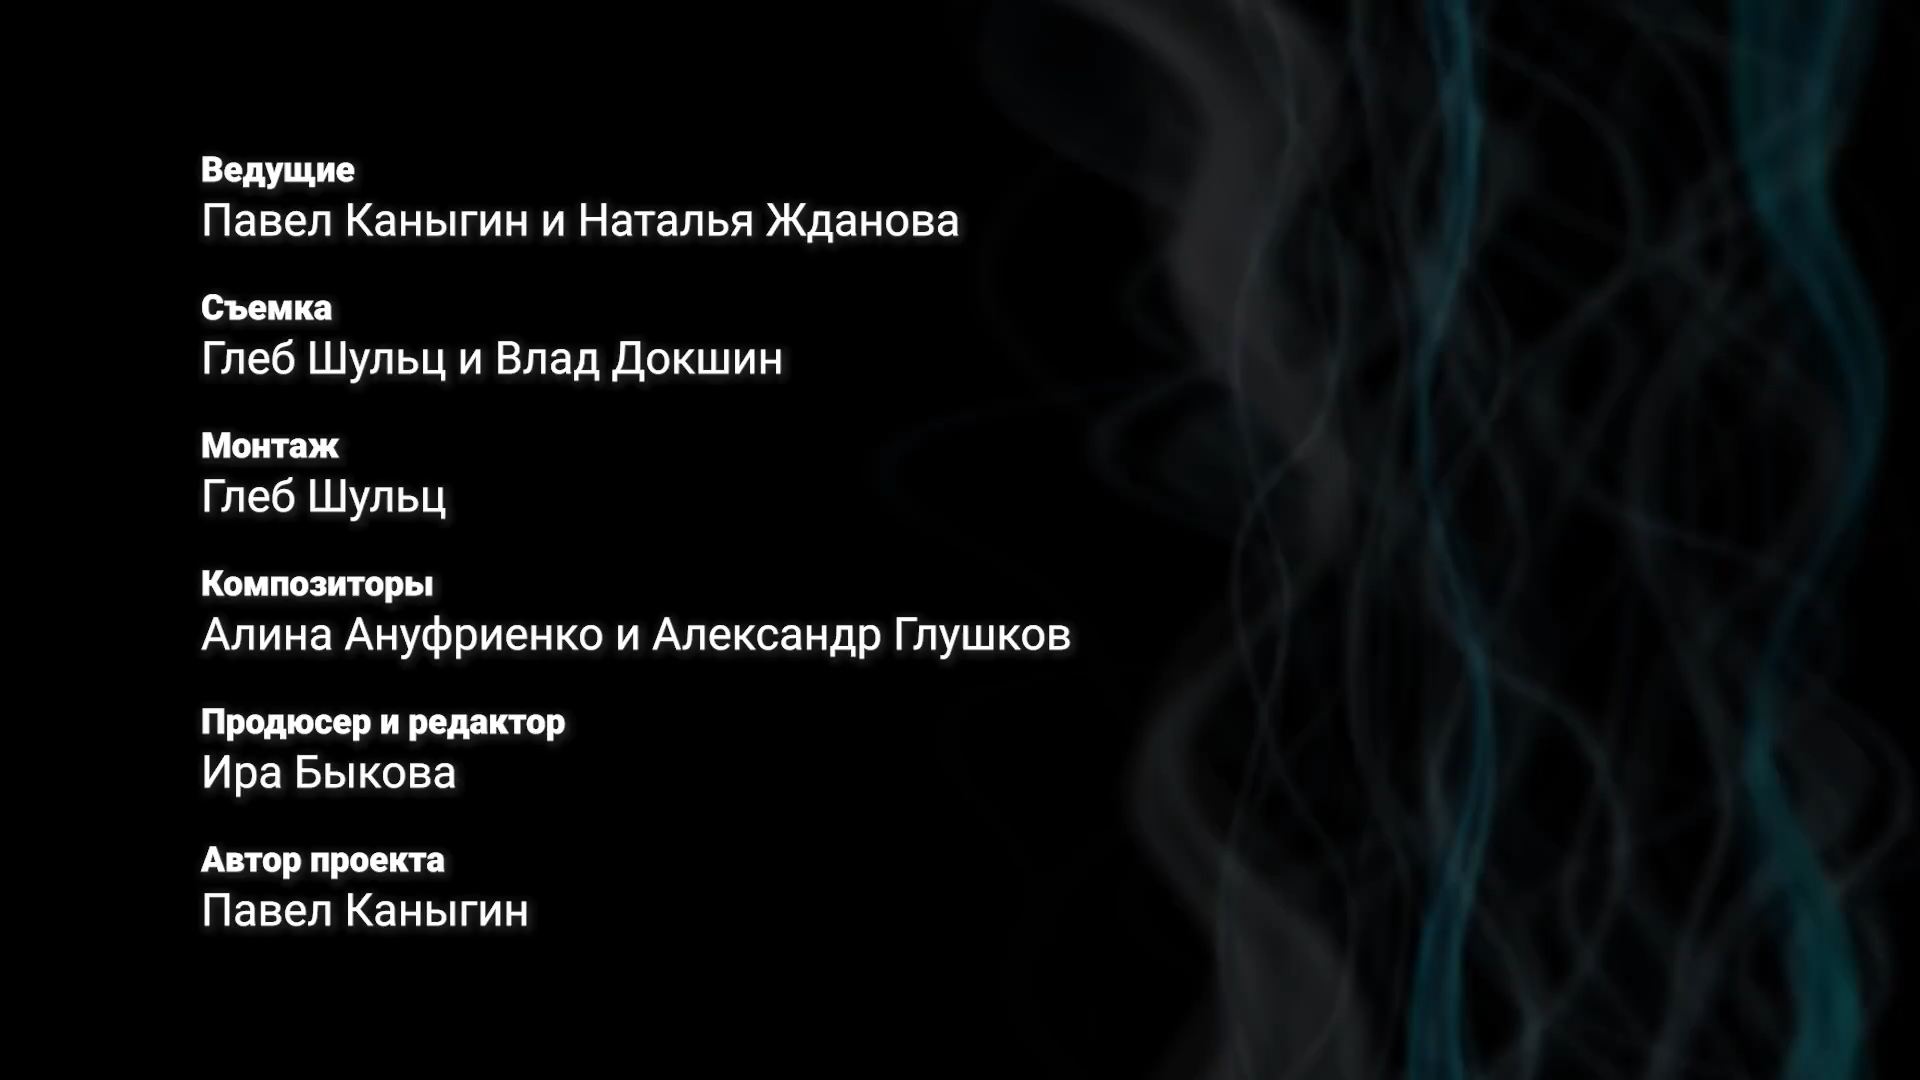 Ведущие
Павел Каныгин и Наталья Жданова
Съемка
Глеб Шульц и Влад Докшин
Монтаж
Глеб Шульц
Композиторы
Алина Ануфриенко и Александр Глушков
Продюсер и редактор
Ира Быкова
Автор проекта
Павел Каныгин